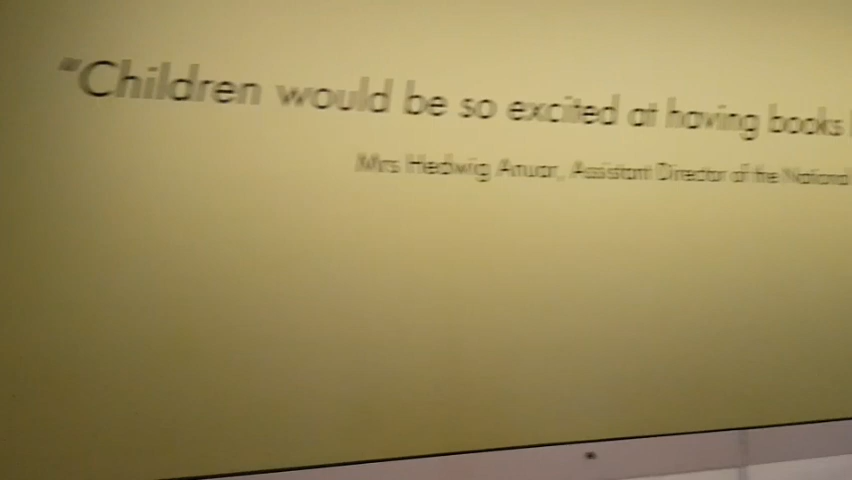 “Children would be so excited at having books
Mrs Hedwig Anuar, Assistant Director of the National